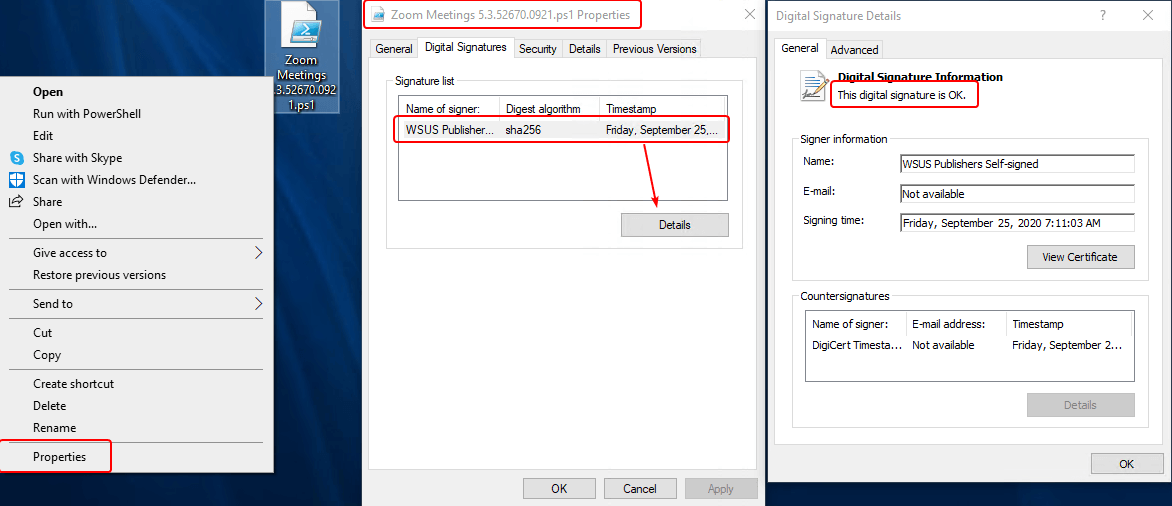 Zoom
Meetings
5.3.52670.092
1.ps1
Open
Run with PowerShell
Edit
Share with Skype
Scan with Windows Defender...
Share
Open with...
Give access to
Restore previous versions
Send to
Cut
Copy
Create shortcut
Delete
Rename
Properties
Zoom Meetings 5.3.52670.0921.ps1 Properties
General Digital Signatures Security Details Previous Versions
Signature list
Name of signer: Digest algorithm Timestamp
WSUS Publisher... sha256 Friday, September 25,...
Details
OK Cancel Apply
Digital Signature Details ?
General Advanced
Digital Signature Information
This digital signature is OK.
Signer information
Name: WSUS Publishers Self-signed
E-mail: Not available
Signing time: Friday, September 25, 2020 7:11:03 AM
View Certificate
Countersignatures
Name of signer: E-mail address: Timestamp
DigiCert Timesta... Not available Friday, September 2...
Details
OK